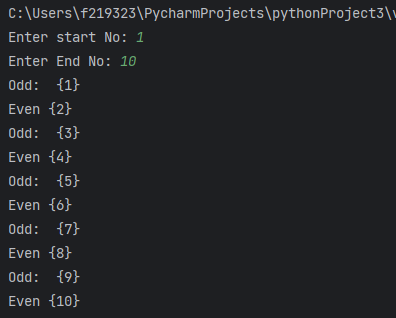 C:\Users\f219323\PycharmProjects\pythonProject3\v
Enter start No: 1
Enter End No: 10
Odd:  {1}
Even {2}
Odd:  {3}
Even {4}
Odd:  {5}
Even {6}
Odd:  {7}
Even {8}
Odd:  {9}
Even {10}